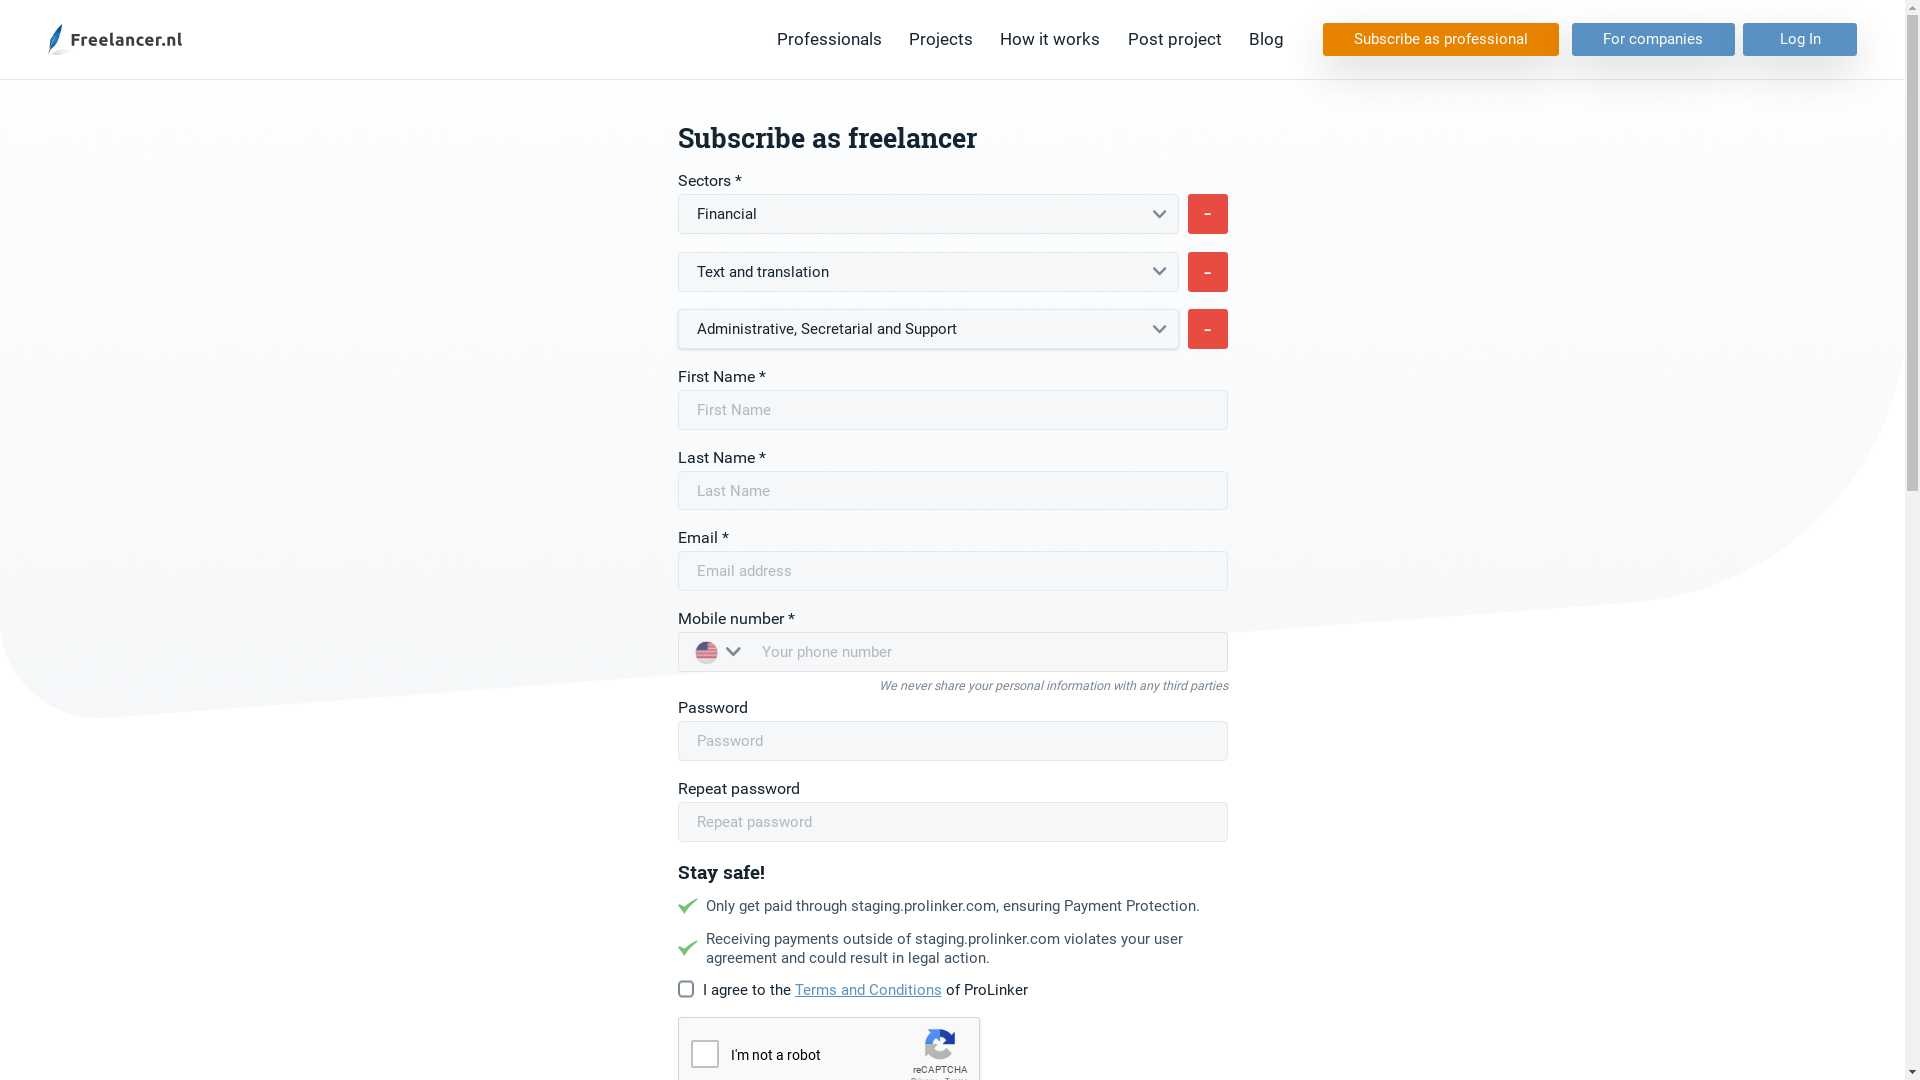 Freelancer.nl
Professionals Projects How it works Post project Blog Subscribe as professional For companies Log In
Subscribe as freelancer
Sectors *
Financial -
Text and translation -
Administrative, Secretarial and Support -
First Name *
First Name
Last Name *
Last Name
Email *
Email address
Mobile number *
Your phone number
We never share your personal information with any third parties
Password
Password
Repeat password
Repeat password
Stay safe!
Only get paid through staging.prolinker.com, ensuring Payment Protection.
Receiving payments outside of staging.prolinker.com violates your user
agreement and could result in legal action.
I agree to the Terms and Conditions of ProLinker
I'm not a robot
reCAPTCHA